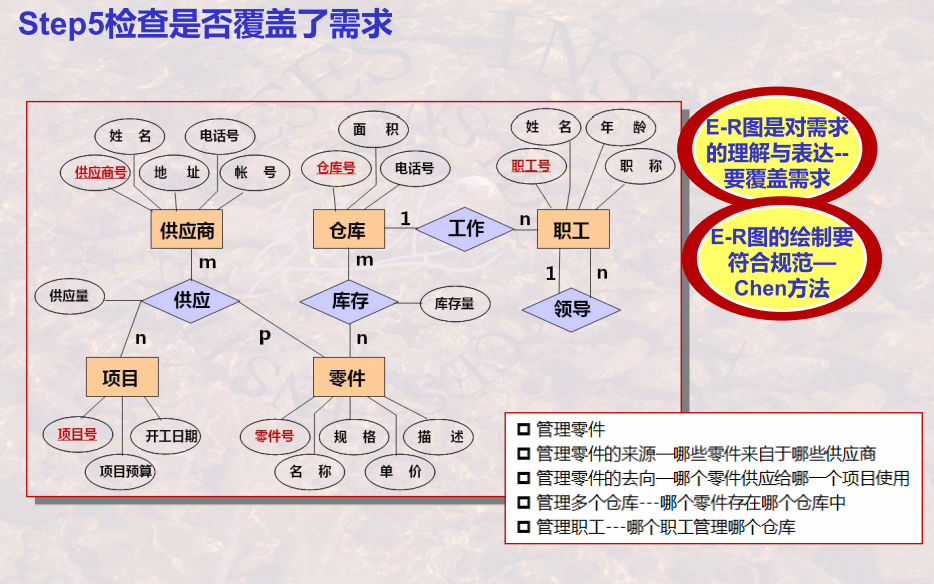 Step5检查是否覆盖了需求
姓 名
电话号
供应商号
地 址
帐 号
供应商
面 积
仓库号
电话号
仓库
1
工作
n
姓 名
年 龄
职工号
职 称
职工
m
供应量
供应
n
p
m
库存
库存量
n
1
n
领导
项目
项目号
开工日期
项目预算
零件
零件号
规 格
描 述
名 称
单 价
E-R图是对需求
的理解与表达--
要覆盖需求
E-R图的绘制要
符合规范—
Chen方法
管理零件
管理零件的来源—哪些零件来自于哪些供应商
管理零件的去向—哪个零件供应给哪一个项目使用
管理多个仓库---哪个零件存在哪个仓库中
管理职工---哪个职工管理哪个仓库